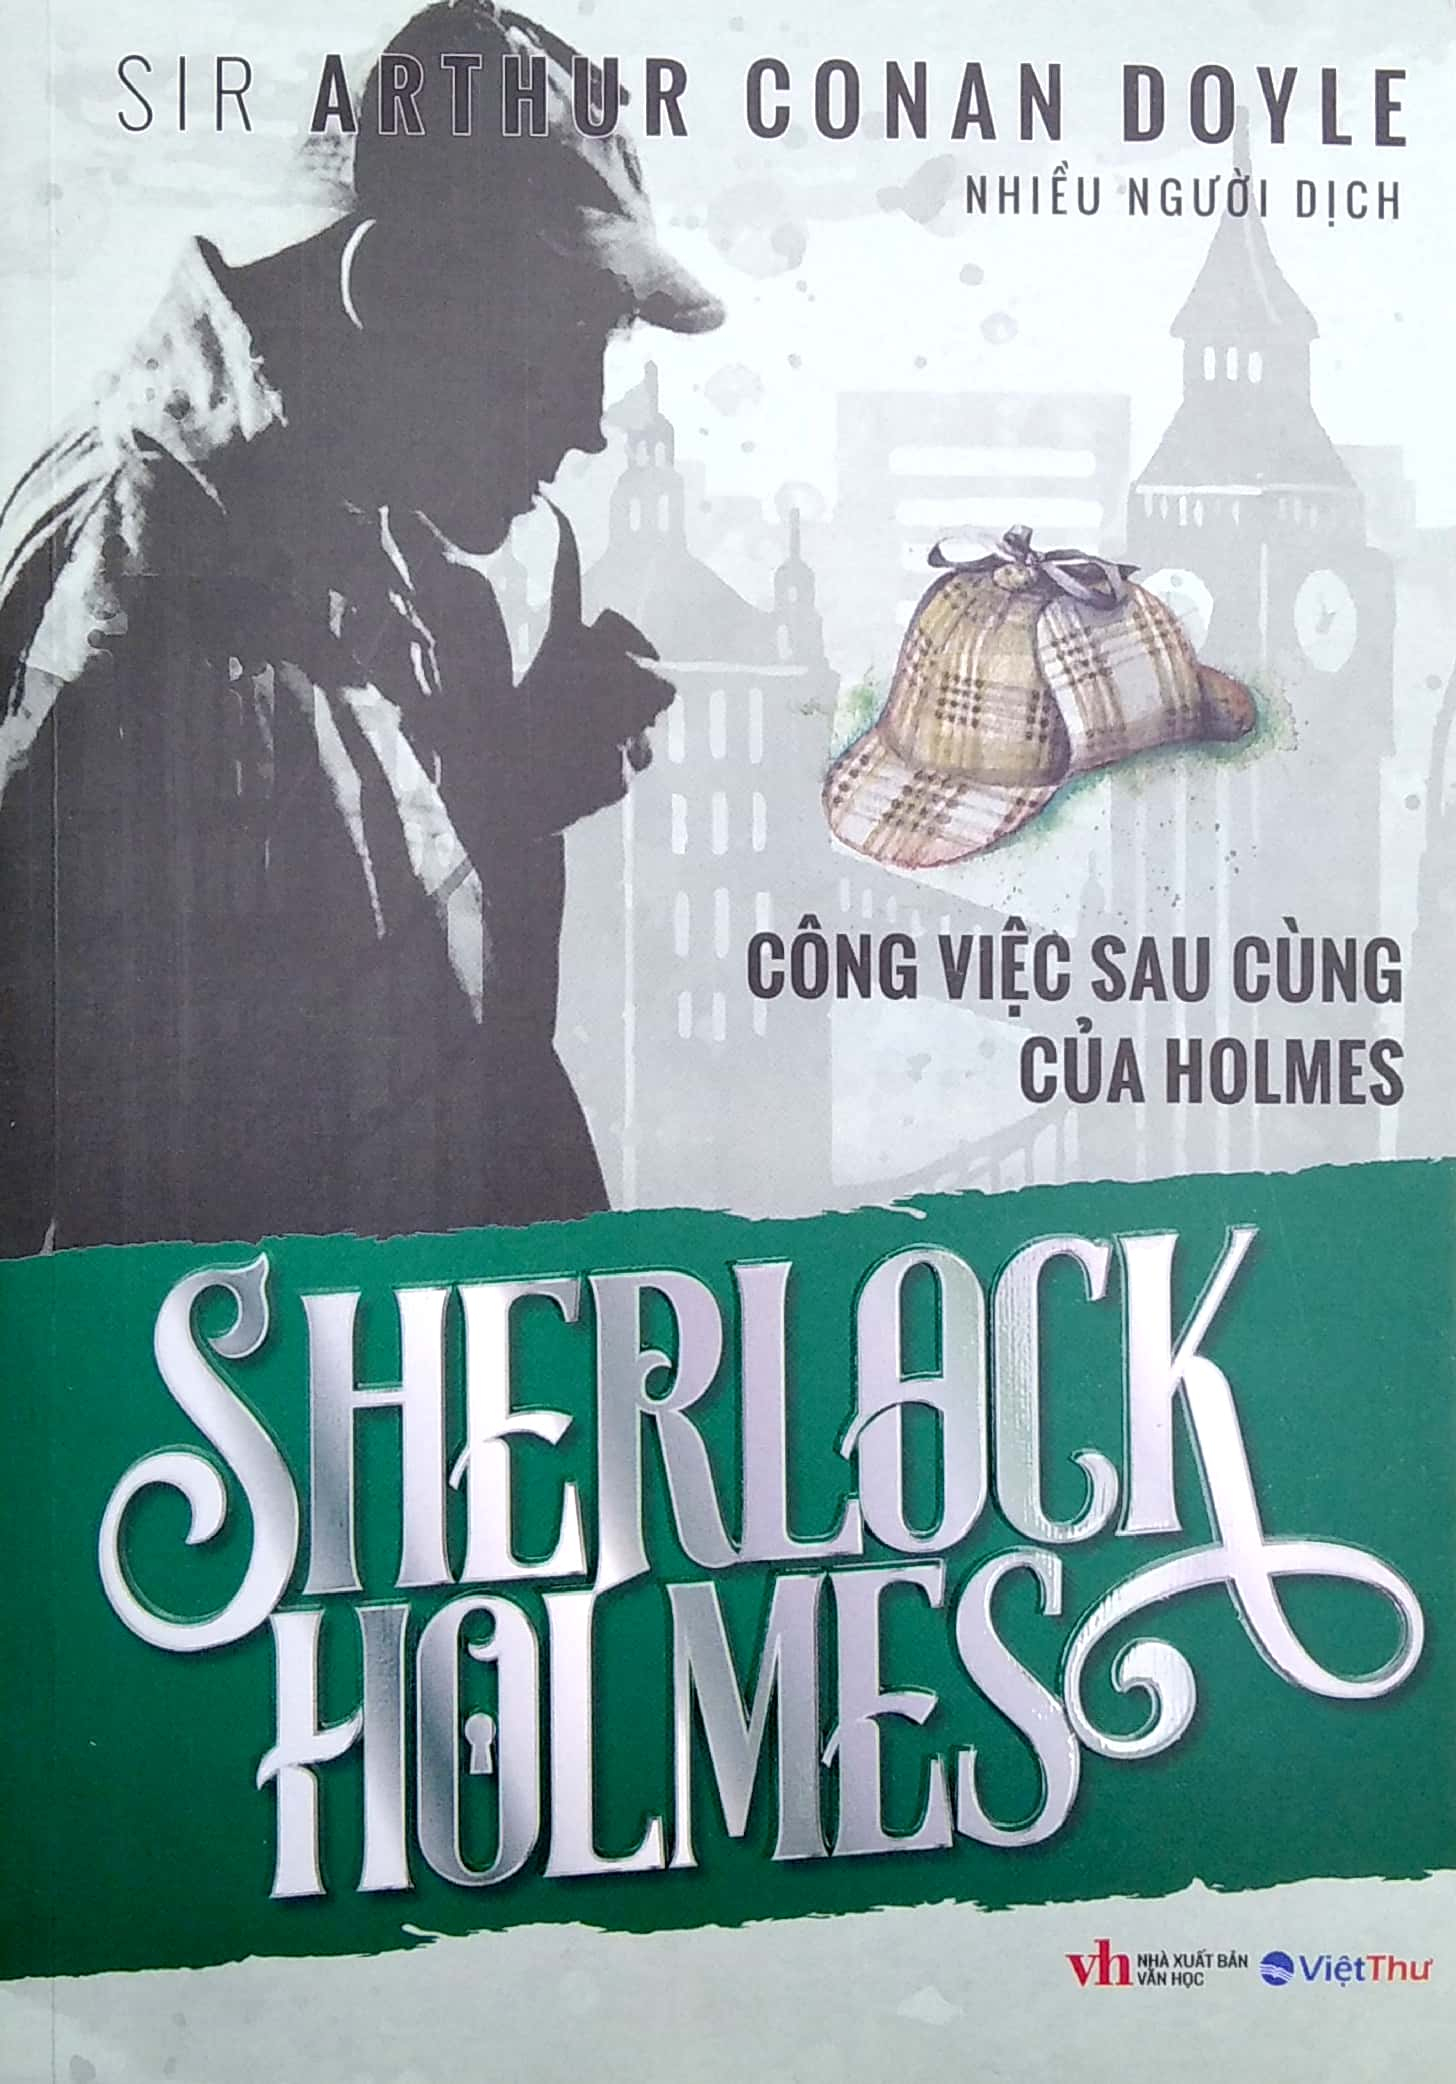 SIR ARTHUR CONAN DOYLE
NHIỀU NGƯỜI DỊCH
CÔNG VIỆC SAU CÙNG
CỦA HOLMES
SHERLOCK
HOLMES
vh NHÀ XUẤT BẢN
VĂN HỌC
ViệtThư